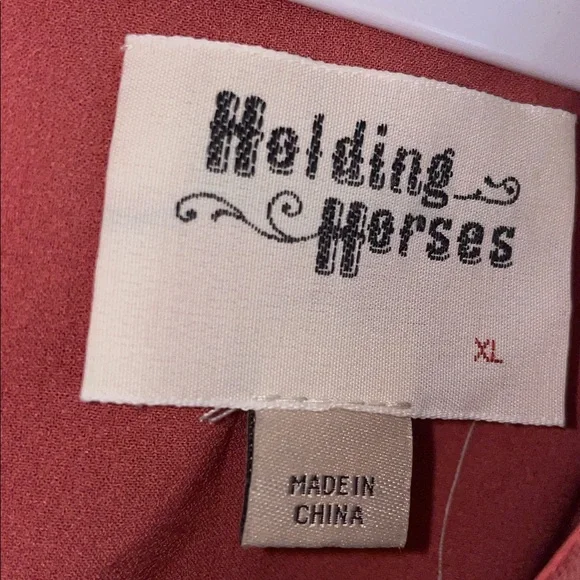 Holding
Horses
XL
MADE IN
CHINA